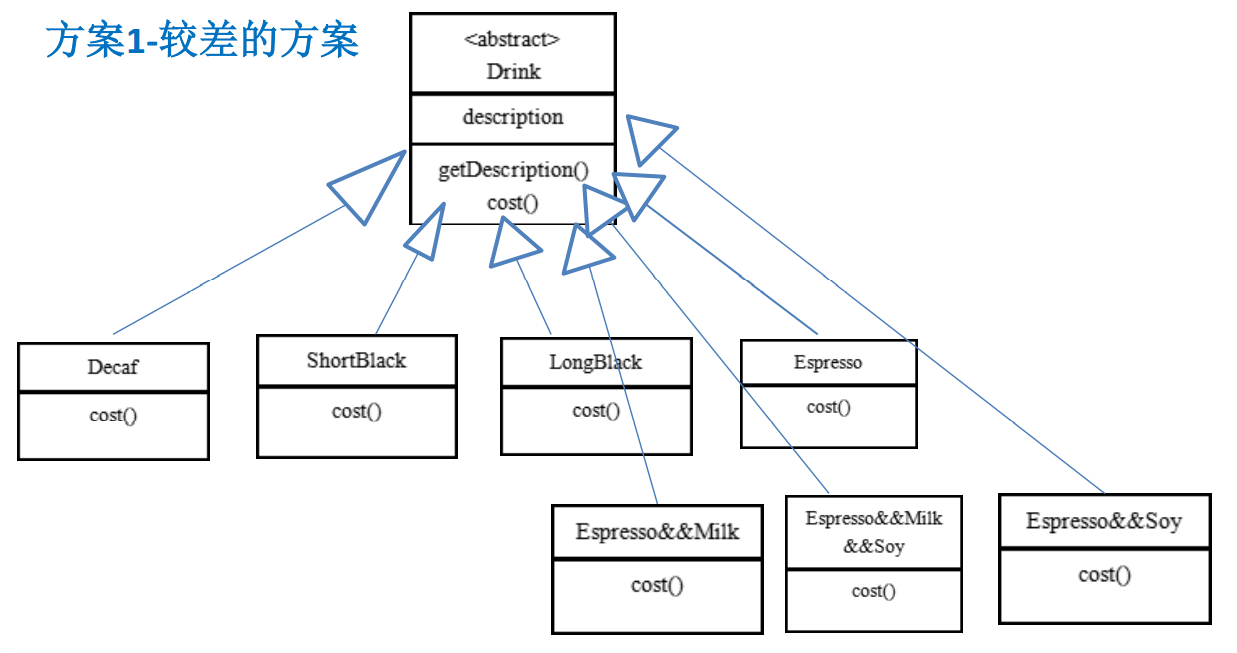 方案1-较差的方案
<abstract>
Drink
description
getDescription()
cost()
Decaf
cost()
ShortBlack
cost()
LongBlack
cost()
Espresso
cost()
Espresso&&Milk
cost()
Espresso&&Milk
&&Soy
cost()
Espresso&&Soy
cost()